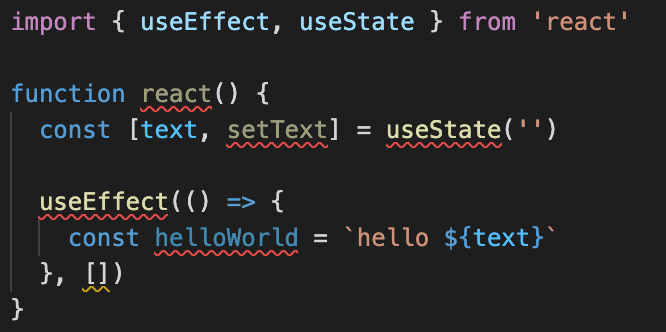 import { useEffect, useState } from 'react'
function react() {
const [text, setText] = useState('')
useEffect(() => {
const helloWorld = `hello ${text}`
}, [])
}